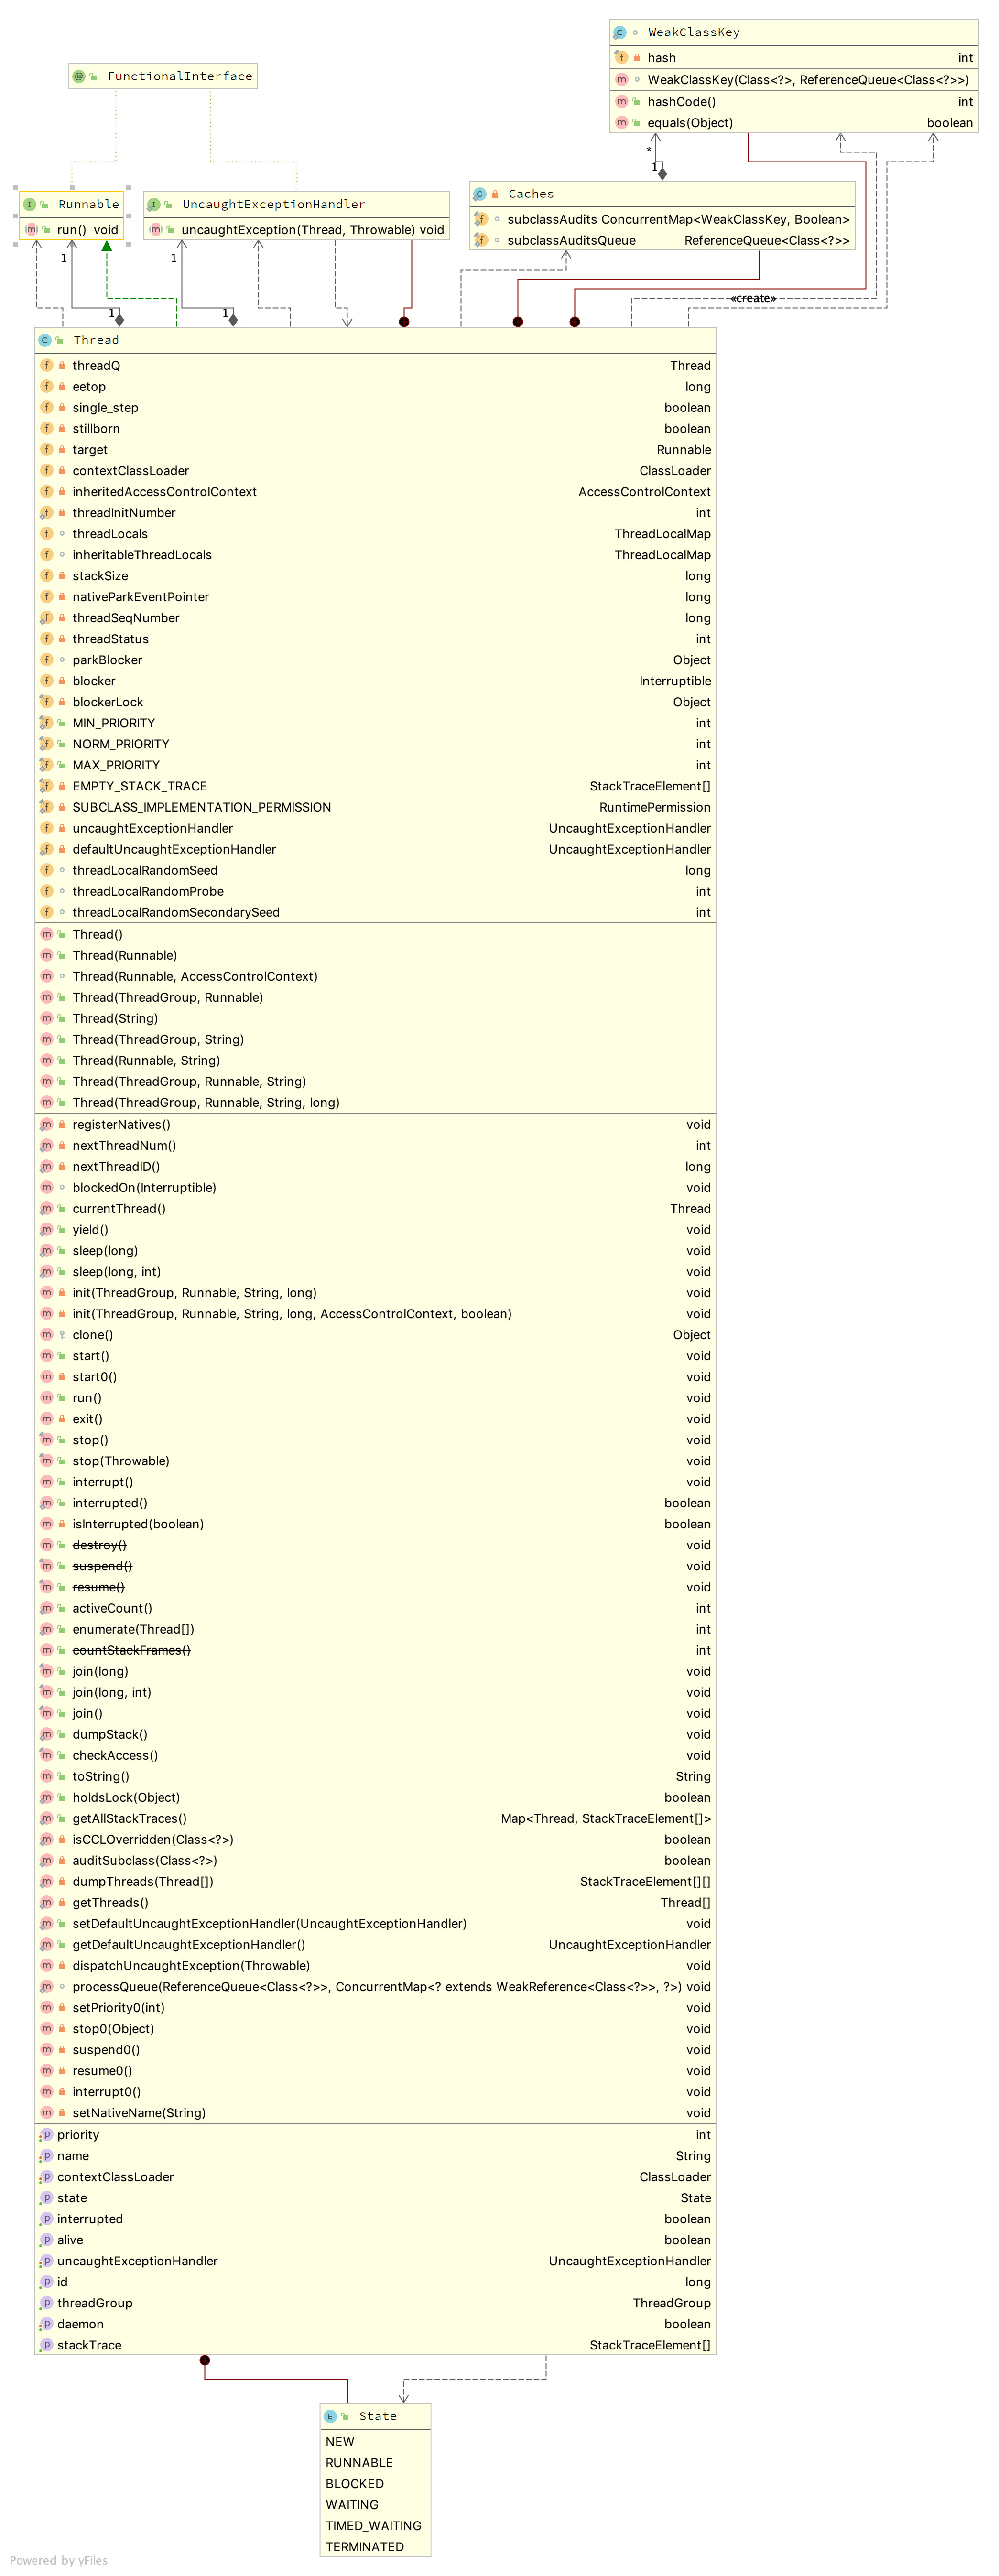 WeakClassKey
hash int
WeakClassKey(Class<?>, ReferenceQueue<Class<?>>)
hashCode() int
equals(Object) boolean
FunctionalInterface
Runnable
run() void
UncaughtExceptionHandler
uncaughtException(Thread, Throwable) void
Caches
subclassAudits ConcurrentMap<WeakClassKey, Boolean>
subclassAuditsQueue ReferenceQueue<Class<?>>
*
1
1
1
1
1
«create»
Thread
threadQ Thread
eetop long
single_step boolean
stillborn boolean
target Runnable
contextClassLoader ClassLoader
inheritedAccessControlContext AccessControlContext
threadInitNumber int
threadLocals ThreadLocalMap
inheritableThreadLocals ThreadLocalMap
stackSize long
nativeParkEventPointer long
threadSeqNumber long
threadStatus int
parkBlocker Object
blocker Interruptible
blockerLock Object
MIN_PRIORITY int
NORM_PRIORITY int
MAX_PRIORITY int
EMPTY_STACK_TRACE StackTraceElement[]
SUBCLASS_IMPLEMENTATION_PERMISSION RuntimePermission
uncaughtExceptionHandler UncaughtExceptionHandler
defaultUncaughtExceptionHandler UncaughtExceptionHandler
threadLocalRandomSeed long
threadLocalRandomProbe int
threadLocalRandomSecondarySeed int
Thread()
Thread(Runnable)
Thread(Runnable, AccessControlContext)
Thread(ThreadGroup, Runnable)
Thread(String)
Thread(ThreadGroup, String)
Thread(Runnable, String)
Thread(ThreadGroup, Runnable, String)
Thread(ThreadGroup, Runnable, String, long)
registerNatives() void
nextThreadNum() int
nextThreadID() long
blockedOn(Interruptible) void
currentThread() Thread
yield() void
sleep(long) void
sleep(long, int) void
init(ThreadGroup, Runnable, String, long) void
init(ThreadGroup, Runnable, String, long, AccessControlContext, boolean) void
clone() Object
start() void
start0() void
run() void
exit() void
stop() void
stop(Throwable) void
interrupt() void
interrupted() boolean
isInterrupted(boolean) boolean
destroy() void
suspend() void
resume() void
activeCount() int
enumerate(Thread[]) int
countStackFrames() int
join(long) void
join(long, int) void
join() void
dumpStack() void
checkAccess() void
toString() String
holdsLock(Object) boolean
getAllStackTraces() Map<Thread, StackTraceElement[]>
isCCLOverridden(Class<?>) boolean
auditSubclass(Class<?>) boolean
dumpThreads(Thread[]) StackTraceElement[][]
getThreads() Thread[]
setDefaultUncaughtExceptionHandler(UncaughtExceptionHandler) void
getDefaultUncaughtExceptionHandler() UncaughtExceptionHandler
dispatchUncaughtException(Throwable) void
processQueue(ReferenceQueue<Class<?>>, ConcurrentMap<? extends WeakReference<Class<?>>, ?>) void
setPriority0(int) void
stop0(Object) void
suspend0() void
resume0() void
interrupt0() void
setNativeName(String) void
priority int
name String
contextClassLoader ClassLoader
state State
interrupted boolean
alive boolean
uncaughtExceptionHandler UncaughtExceptionHandler
id long
threadGroup ThreadGroup
daemon boolean
stackTrace StackTraceElement[]
State
NEW
RUNNABLE
BLOCKED
WAITING
TIMED_WAITING
TERMINATED
Powered by yFiles